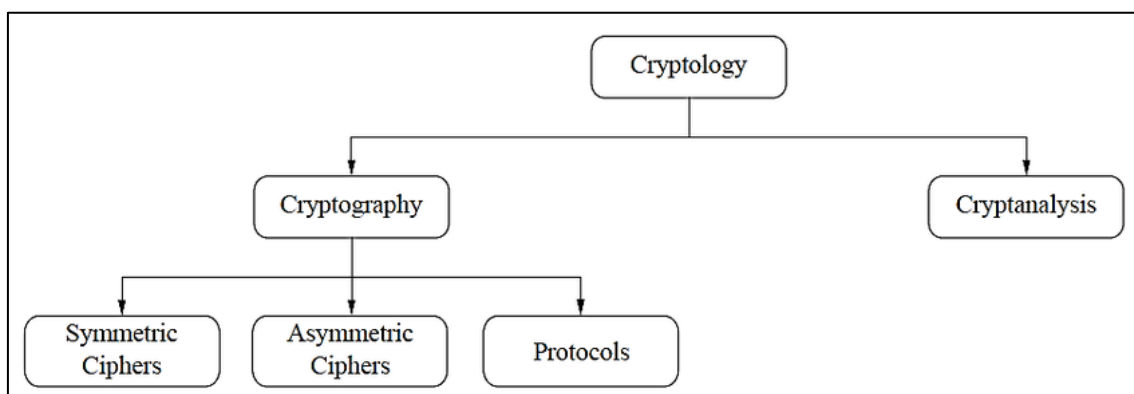 Cryptology
Cryptography
Cryptanalysis
Symmetric
Ciphers
Asymmetric
Ciphers
Protocols